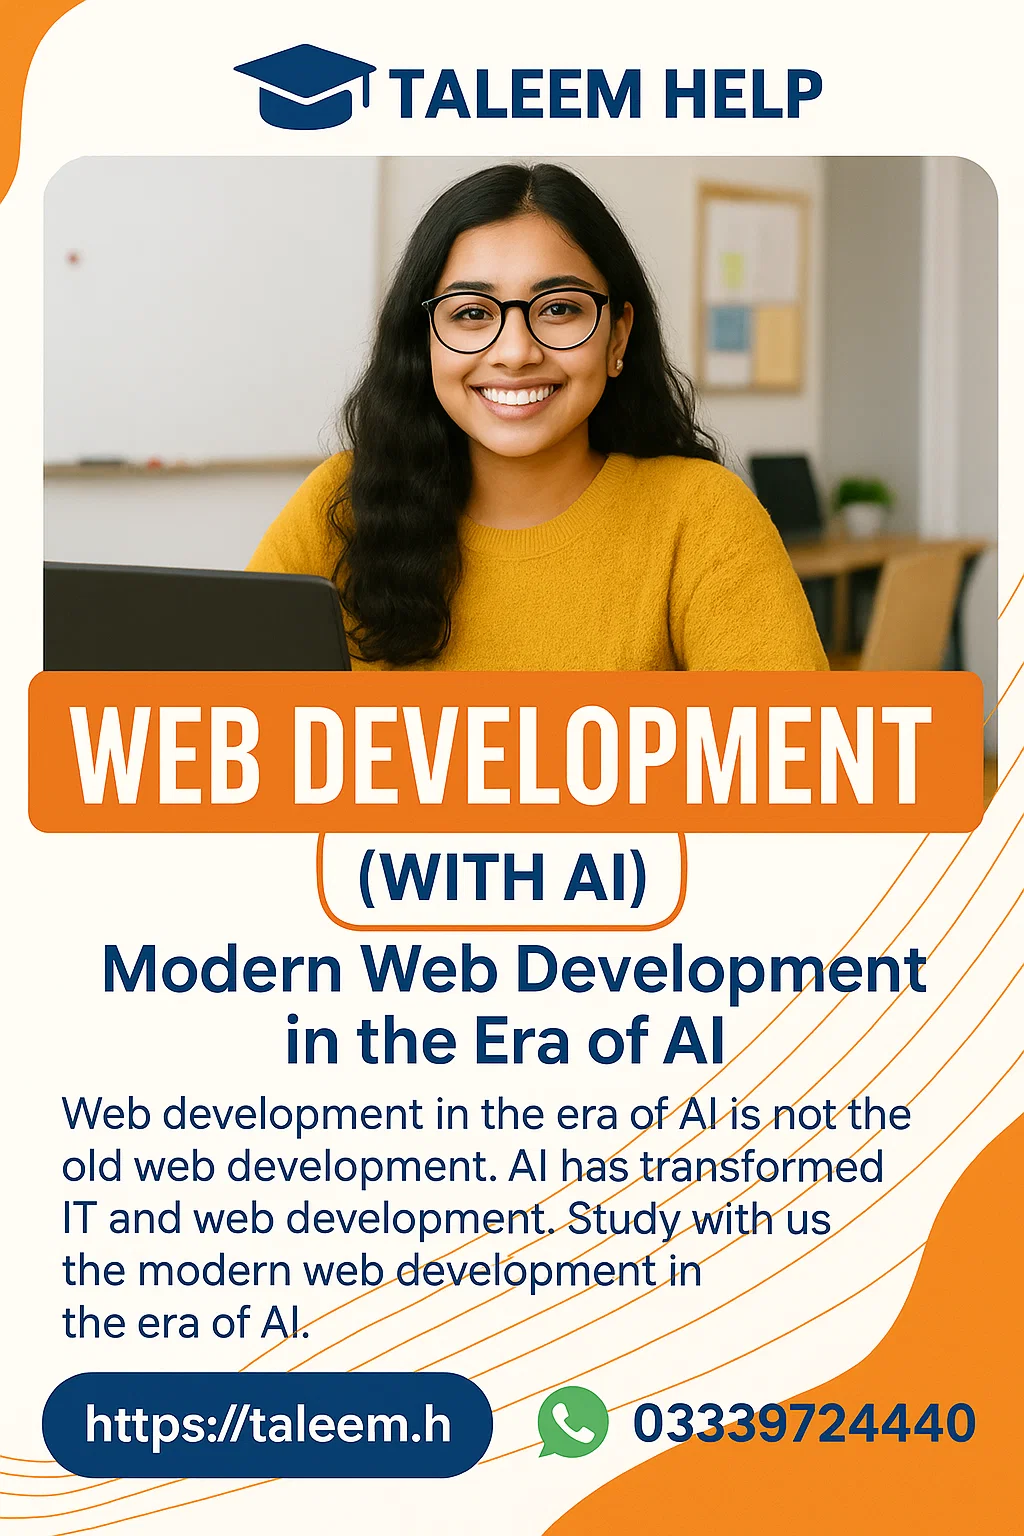 TALEEM HELP
WEB DEVELOPMENT
(WITH AI)
Modern Web Development
in the Era of AI
Web development in the era of AI is not the
old web development. AI has transformed
IT and web development. Study with us
the modern web development in
the era of AI.
https://taleem.h
03339724440